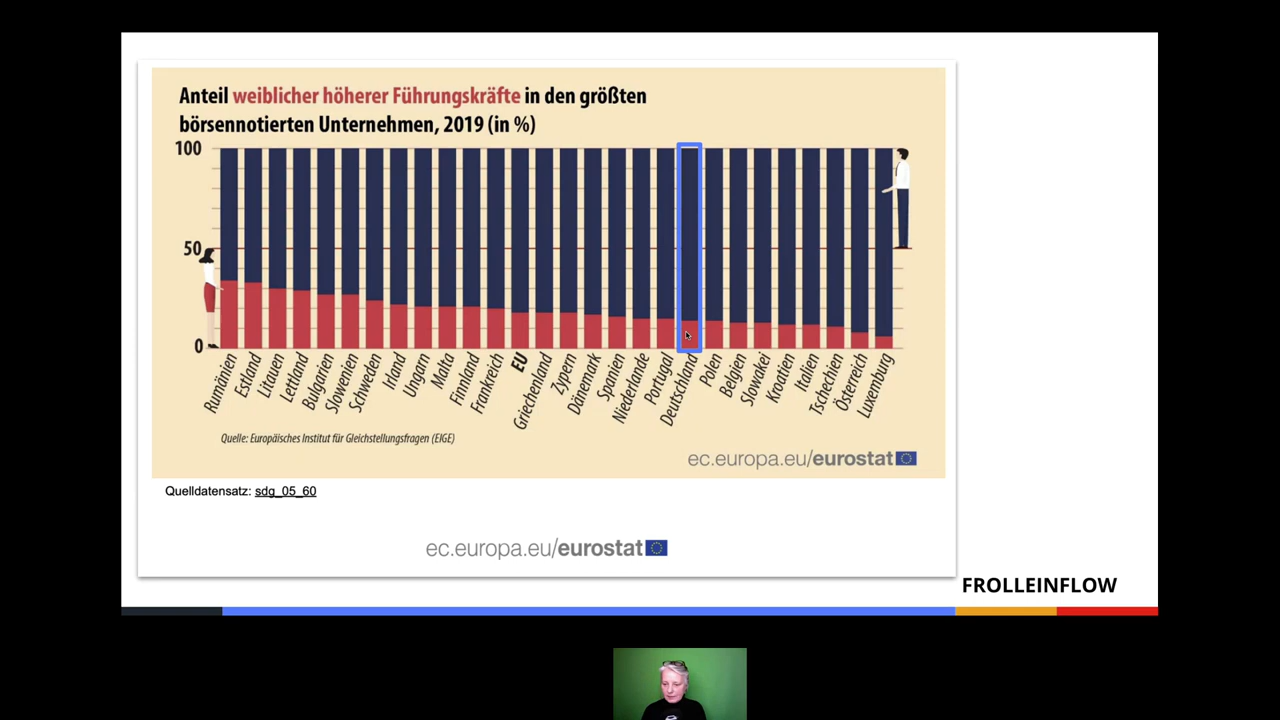 Anteil weiblicher höherer Führungskräfte in den größten
börsennotierten Unternehmen, 2019 (in %)
100
50
0
Rumänien
Estland
Litauen
Lettland
Bulgarien
Slowenien
Schweden
Irland
Ungarn
Malta
Finnland
Frankreich
EU
Griechenland
Zypern
Dänemark
Spanien
Niederlande
Portugal
Deutschland
Polen
Belgien
Slowakei
Kroatien
Italien
Tschechien
Österreich
Luxemburg
Quelle: Europäisches Institut für Gleichstellungsfragen (EIGE)
ec.europa.eu/eurostat
Quelldatensatz: sdg_05_60
ec.europa.eu/eurostat
FROLLEINFLOW